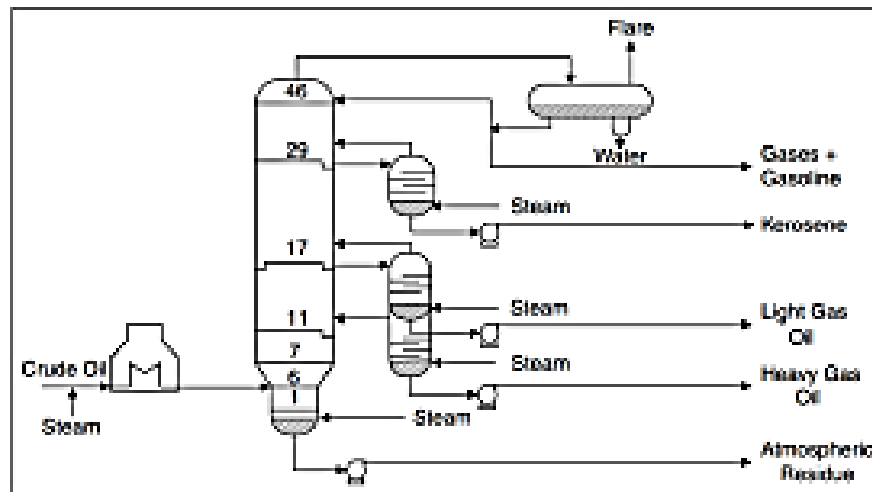 Flare
46
Water
Gases +
Gasoline
29
Steam
Kerosene
17
Steam
Light Gas
Oil
11
7
Steam
Crude Oil
6
1
Heavy Gas
Oil
Steam
Steam
Atmospheric
Residue